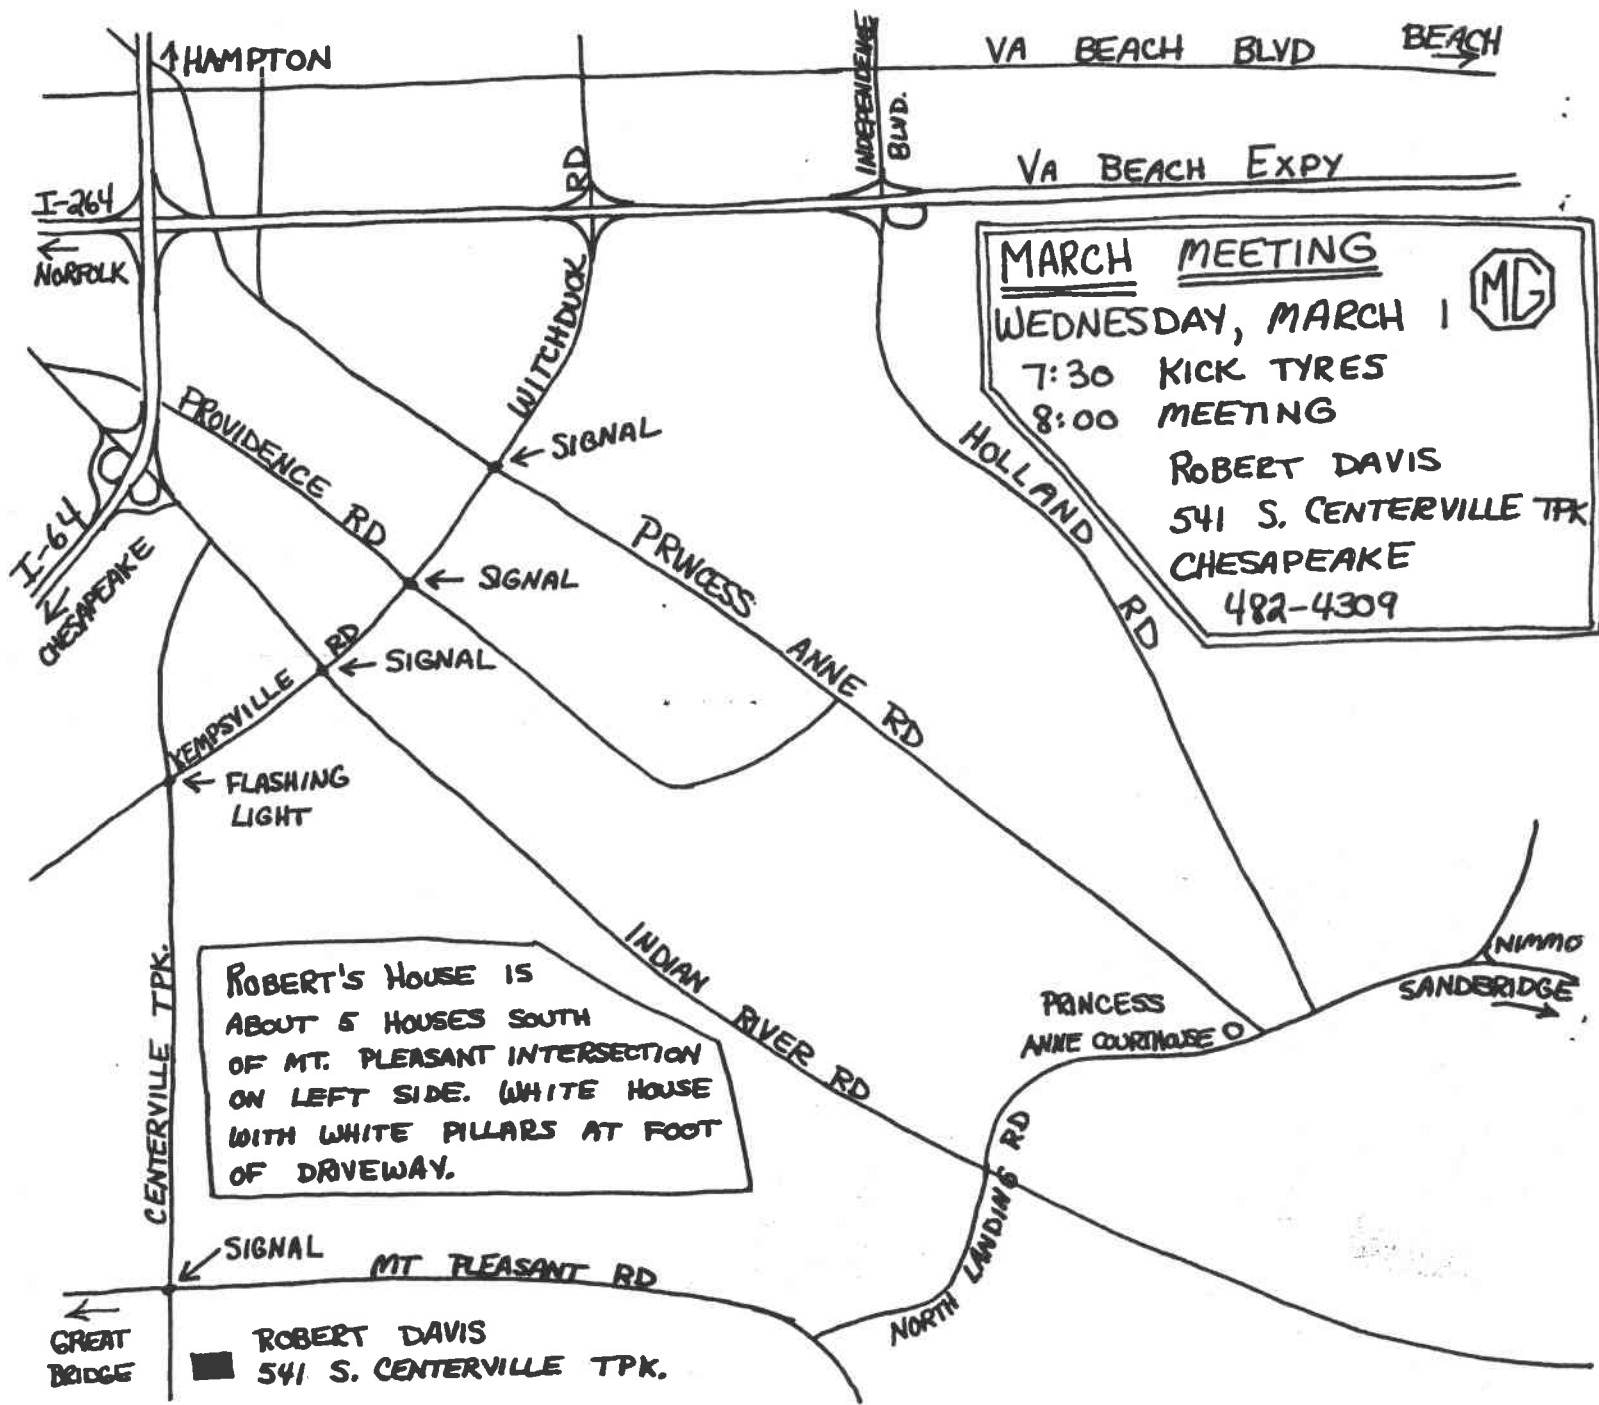 HAMPTON
VA BEACH BLVD
BEACH
INDEPENDENCE
BLVD.
I-264
NORFOLK
VA BEACH EXPY
WITCHDUCK RD
MARCH MEETING
MG
WEDNESDAY, MARCH 1
7:30 KICK TYRES
8:00 MEETING
ROBERT DAVIS
541 S. CENTERVILLE TPK
CHESAPEAKE
482-4309
PROVIDENCE RD
SIGNAL
HOLLAND RD
I-64
CHESAPEAKE
SIGNAL
PRINCESS ANNE RD
KEMPSVILLE RD
SIGNAL
FLASHING
LIGHT
CENTERVILLE TPK.
ROBERT'S HOUSE IS
ABOUT 5 HOUSES SOUTH
OF MT. PLEASANT INTERSECTION
ON LEFT SIDE. WHITE HOUSE
WITH WHITE PILLARS AT FOOT
OF DRIVEWAY.
INDIAN RIVER RD
NIMMO
SANDBRIDGE
PRINCESS
ANNE COURTHOUSE
NORTH LANDING RD
SIGNAL
MT PLEASANT RD
GREAT
BRIDGE
ROBERT DAVIS
541 S. CENTERVILLE TPK.